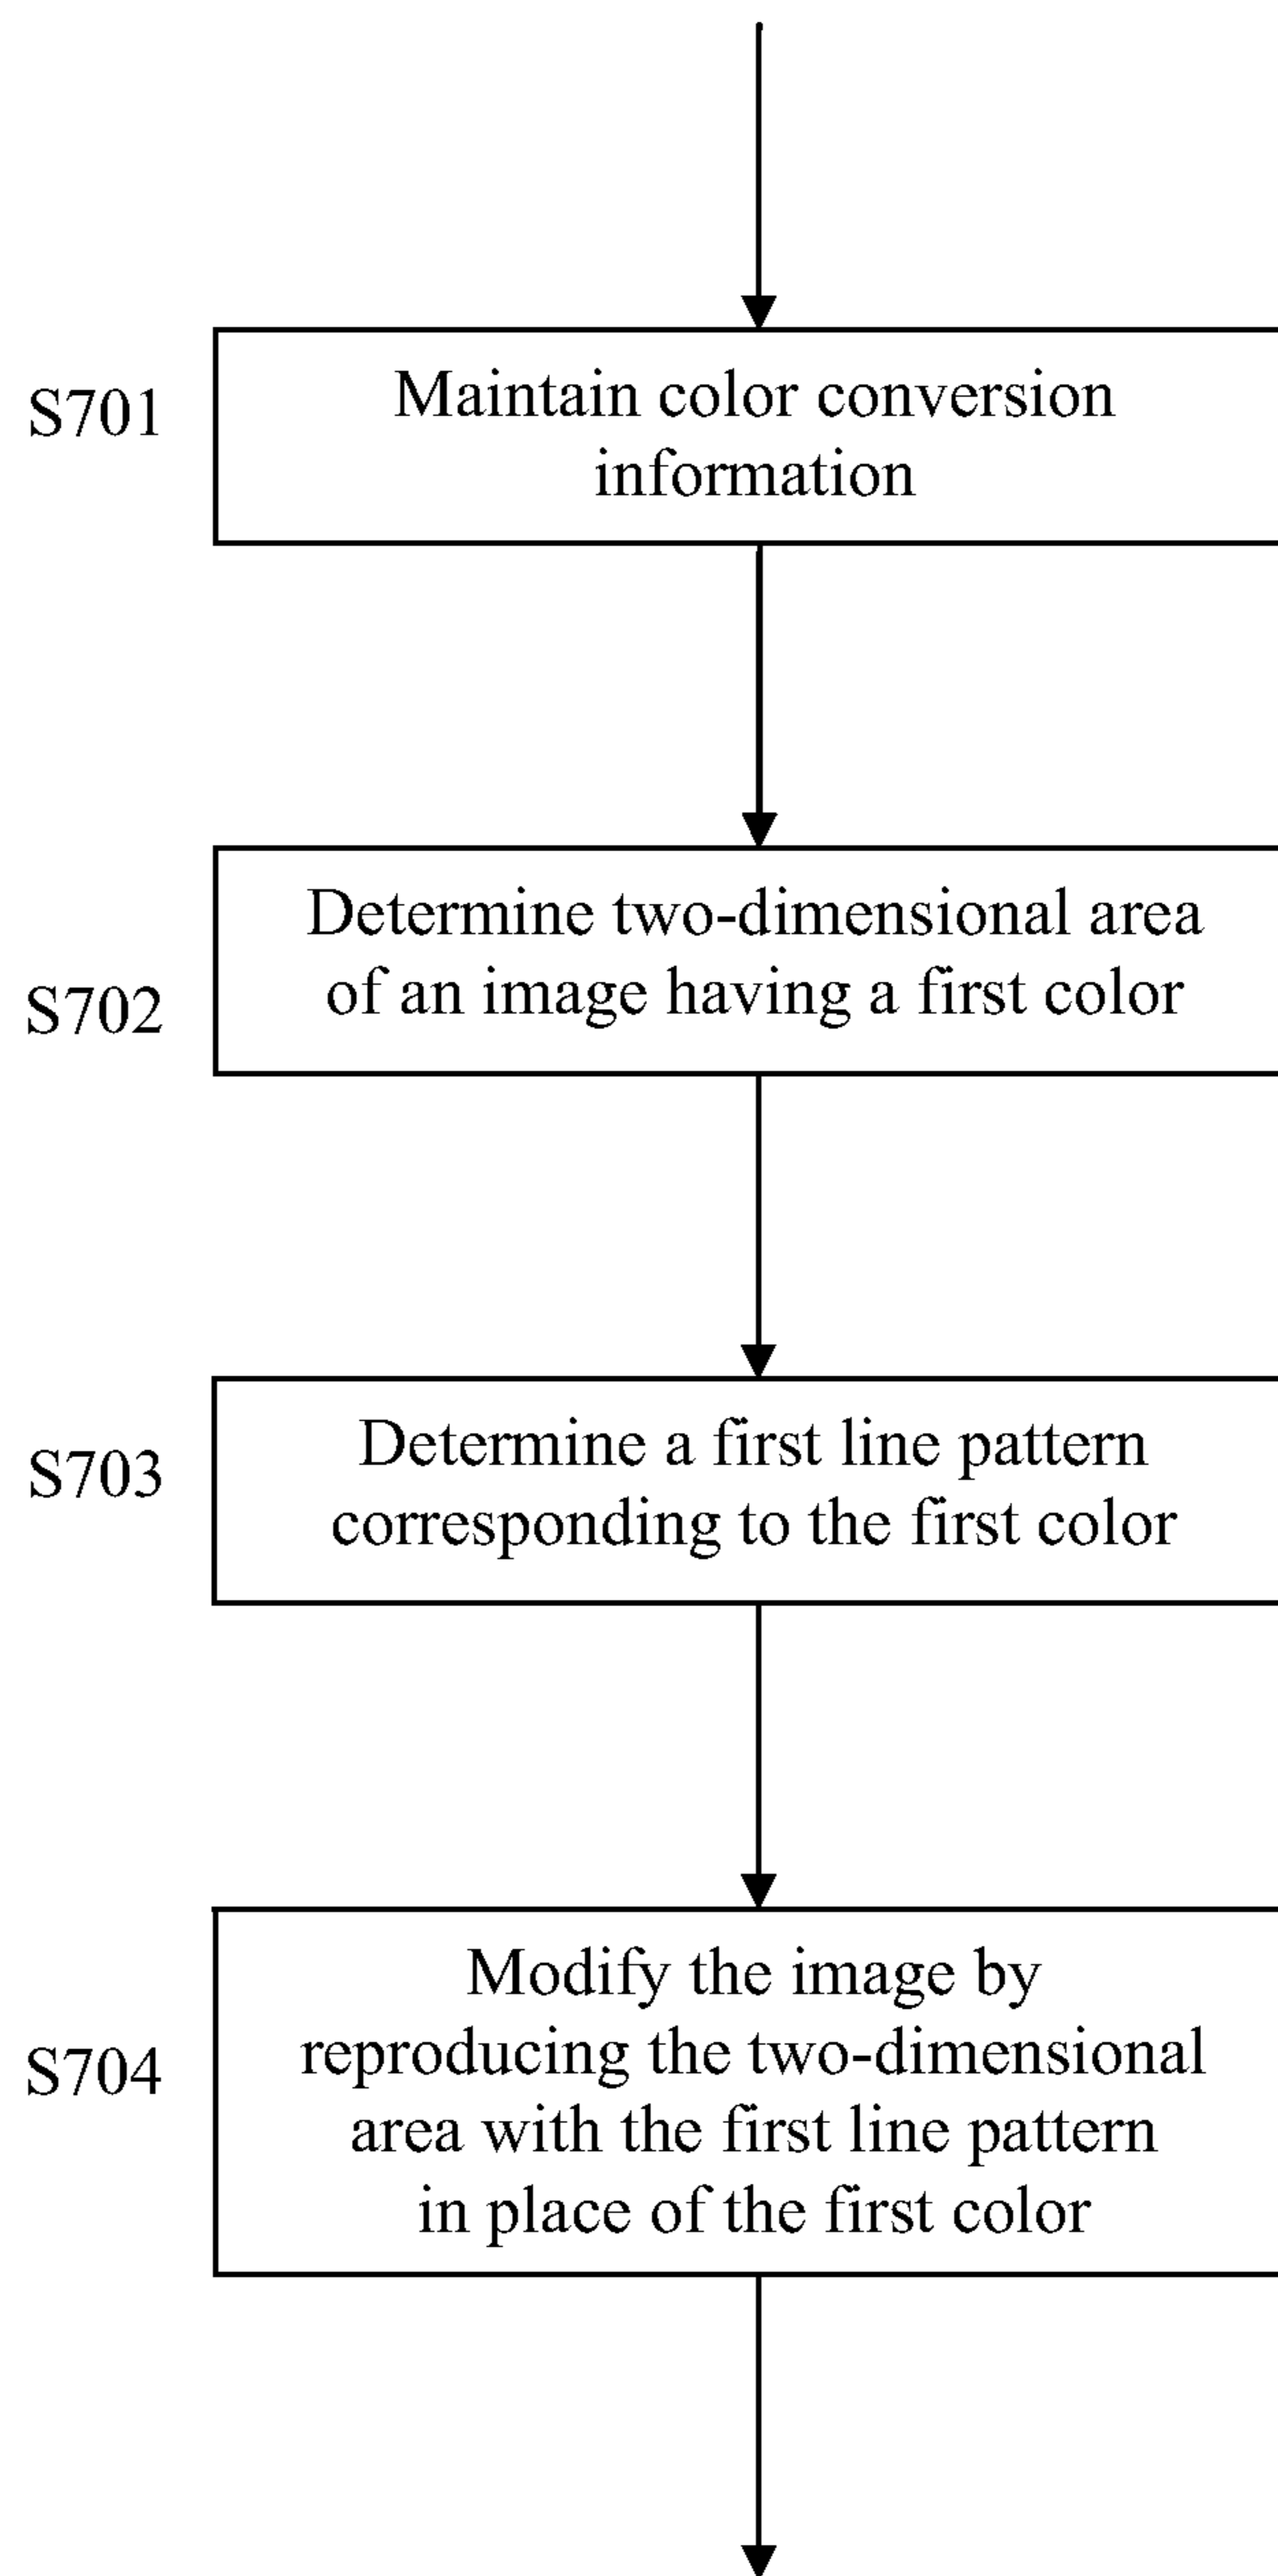 S701
Maintain color conversion
information
S702
Determine two-dimensional area
of an image having a first color
S703
Determine a first line pattern
corresponding to the first color
S704
Modify the image by
reproducing the two-dimensional
area with the first line pattern
in place of the first color